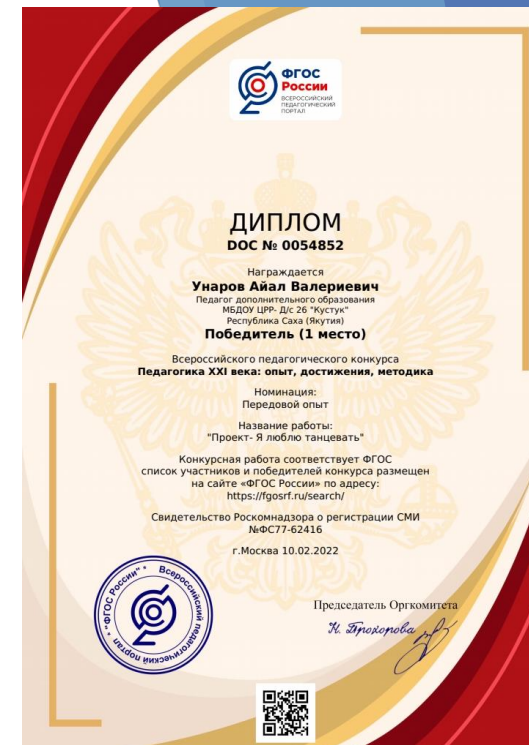 ФГОС
России
ВСЕРОССИЙСКИЙ
ПЕДАГОГИЧЕСКИЙ
ПОРТАЛ
ДИПЛОМ
DOC № 0054852
Награждается
Унаров Айал Валериевич
Педагог дополнительного образования
МБДОУ ЦРР- Д/с 26 "Кустук"
Республика Саха (Якутия)
Победитель (1 место)
Всероссийского педагогического конкурса
Педагогика XXI века: опыт, достижения, методика
Номинация:
Передовой опыт
Название работы:
"Проект- Я люблю танцевать"
Конкурсная работа соответствует ФГОС
список участников и победителей конкурса размещен
на сайте «ФГОС России» по адресу:
https://fgosrf.ru/search/
Свидетельство Роскомнадзора о регистрации СМИ
№ФС77-62416
г.Москва 10.02.2022
Всероссийский педагогический портал * "ФГОС России" *
Председатель Оргкомитета
Н. Прохорова